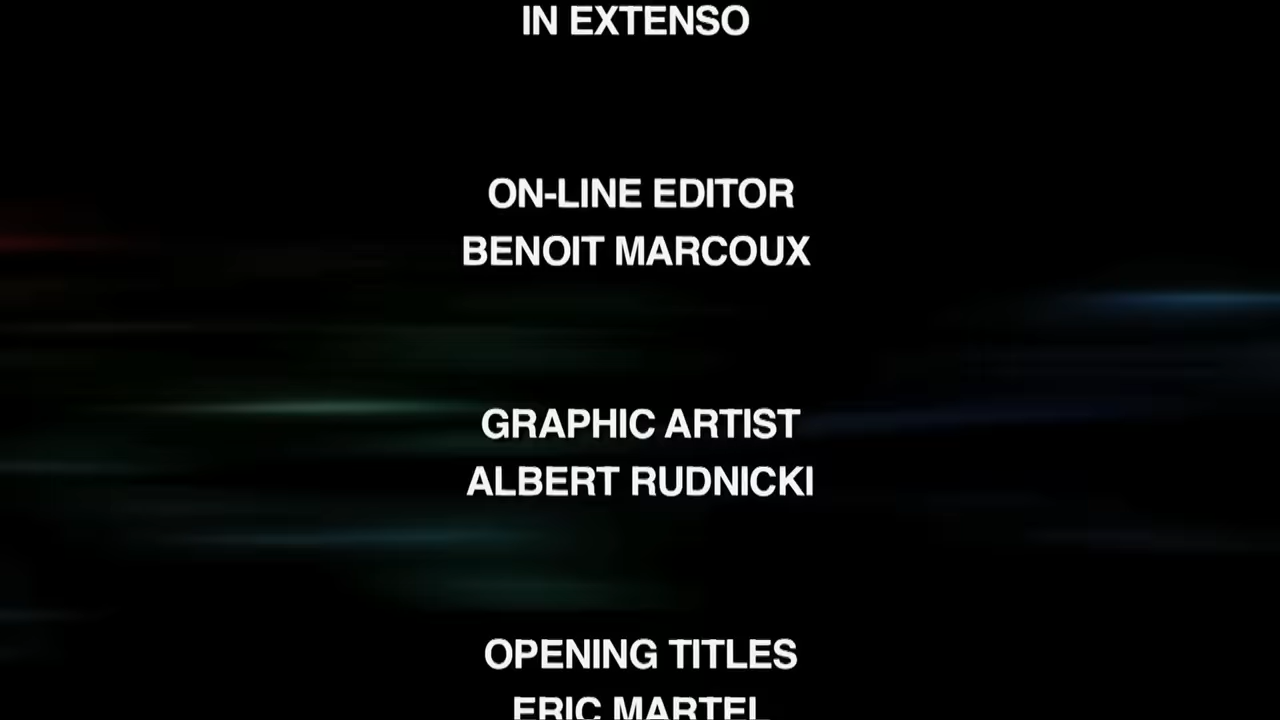 IN EXTENSO
ON-LINE EDITOR
BENOIT MARCOUX
GRAPHIC ARTIST
ALBERT RUDNICKI
OPENING TITLES
ERIC MARTEL